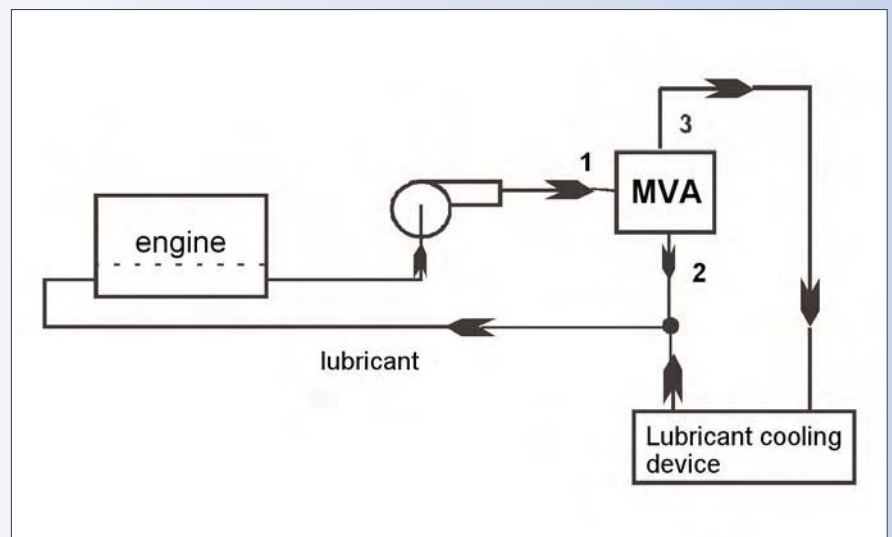 3
1
MVA
engine
2
lubricant
Lubricant cooling
device